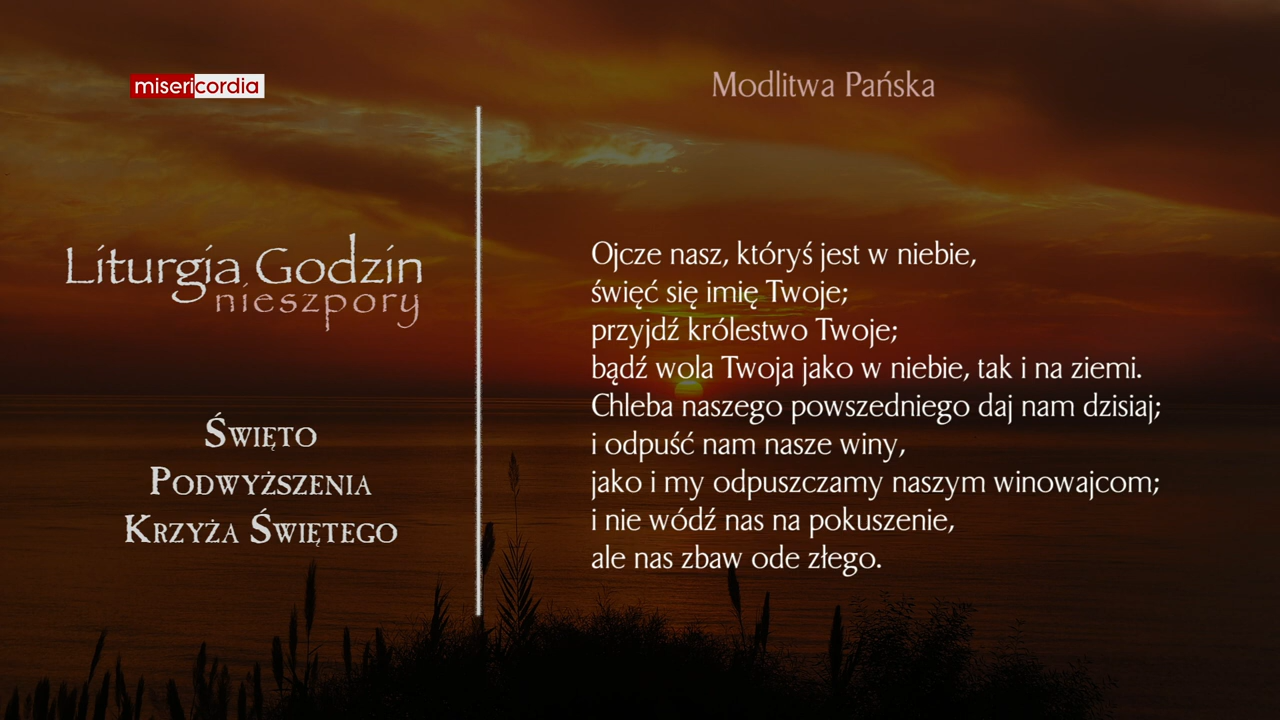 misericordia
Liturgia Godzin
nieszpory
Święto
Podwyższenia
Krzyża Świętego
Modlitwa Pańska
Ojcze nasz, któryś jest w niebie,
święć się imię Twoje;
przyjdź królestwo Twoje;
bądź wola Twoja jako w niebie, tak i na ziemi.
Chleba naszego powszedniego daj nam dzisiaj;
i odpuść nam nasze winy,
jako i my odpuszczamy naszym winowajcom;
i nie wódź nas na pokuszenie,
ale nas zbaw ode złego.